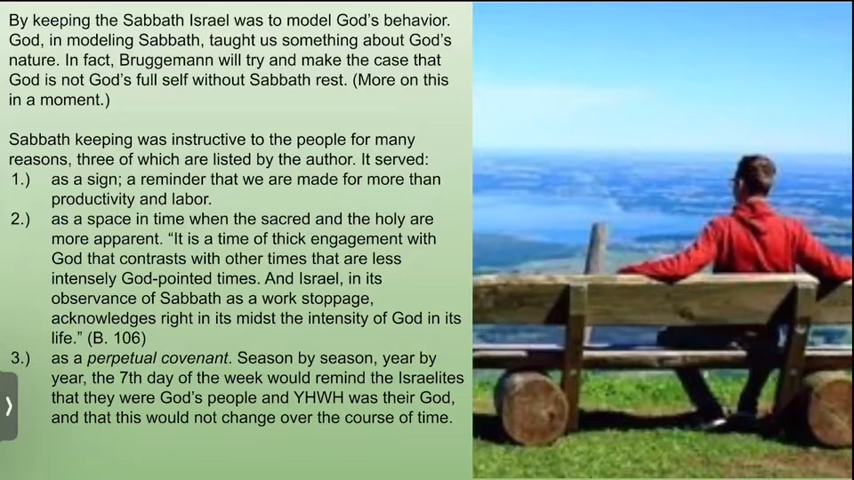 By keeping the Sabbath Israel was to model God's behavior.
God, in modeling Sabbath, taught us something about God's
nature. In fact, Bruggemann will try and make the case that
God is not God's full self without Sabbath rest. (More on this
in a moment.)
Sabbath keeping was instructive to the people for many
reasons, three of which are listed by the author. It served:
1.) as a sign; a reminder that we are made for more than
productivity and labor.
2.) as a space in time when the sacred and the holy are
more apparent. “It is a time of thick engagement with
God that contrasts with other times that are less
intensely God-pointed times. And Israel, in its
observance of Sabbath as a work stoppage,
acknowledges right in its midst the intensity of God in its
life.” (B. 106)
3.) as a perpetual covenant. Season by season, year by
year, the 7th day of the week would remind the Israelites
that they were God's people and YHWH was their God,
and that this would not change over the course of time.